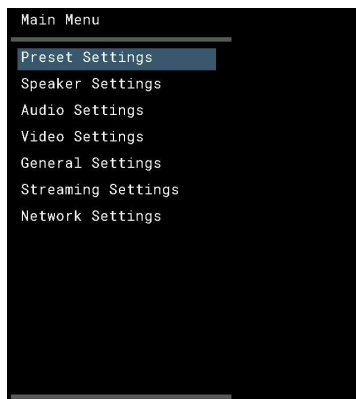 Main Menu
Preset Settings
Speaker Settings
Audio Settings
Video Settings
General Settings
Streaming Settings
Network Settings